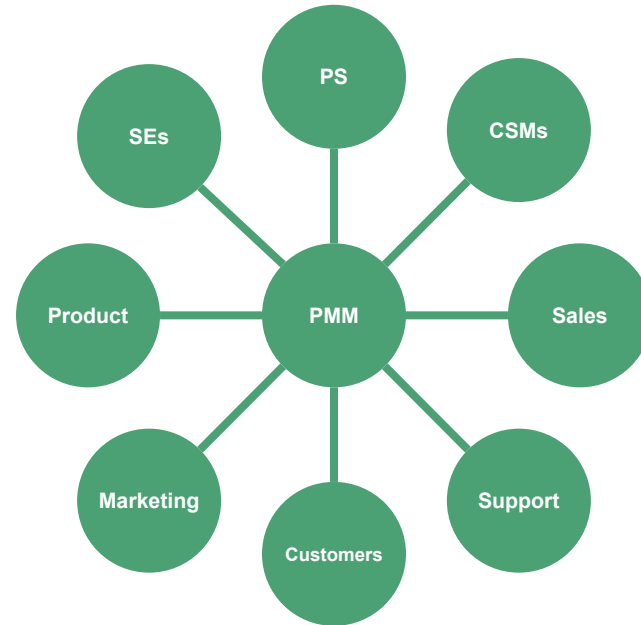 PS
SEs
CSMs
Product
PMM
Sales
Marketing
Support
Customers